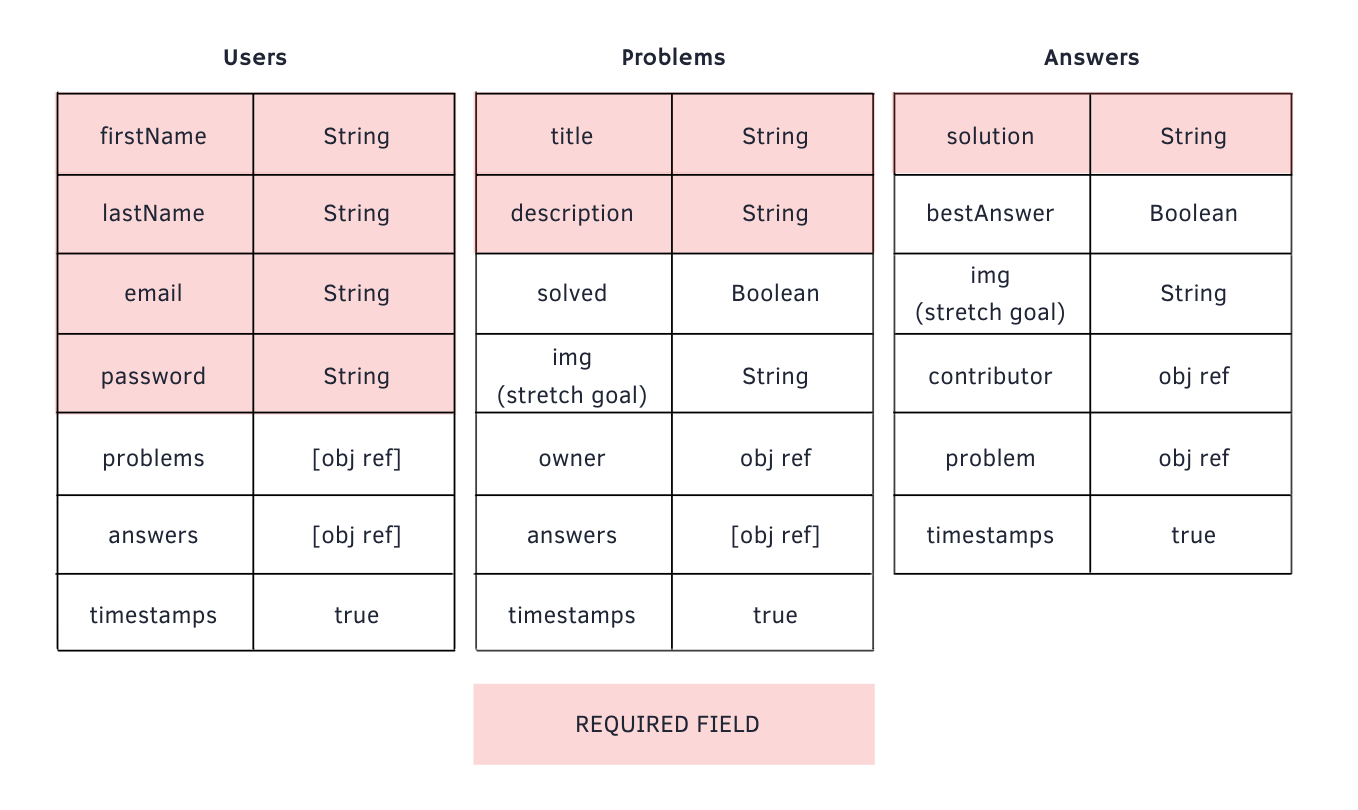 Users
firstName String
lastName String
email String
password String
problems [obj ref]
answers [obj ref]
timestamps true
Problems
title String
description String
solved Boolean
img
(stretch goal) String
owner obj ref
answers [obj ref]
timestamps true
Answers
solution String
bestAnswer Boolean
img
(stretch goal) String
contributor obj ref
problem obj ref
timestamps true
REQUIRED FIELD